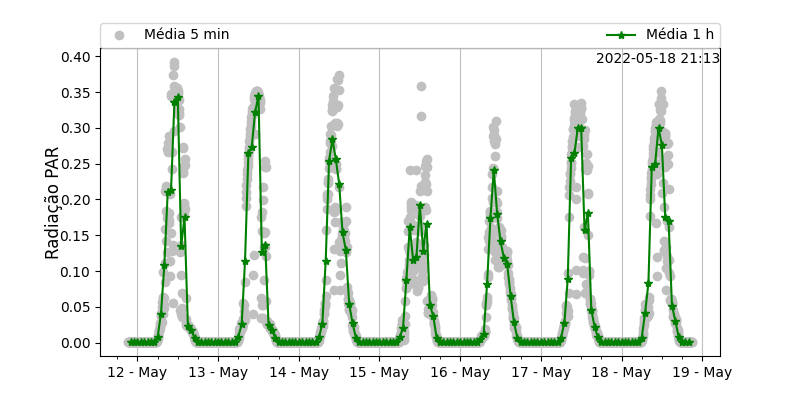 Média 5 min
Média 1 h
2022-05-18 21:13
Radiação PAR
0.40
0.35
0.30
0.25
0.20
0.15
0.10
0.05
0.00
12 - May
13 - May
14 - May
15 - May
16 - May
17 - May
18 - May
19 - May